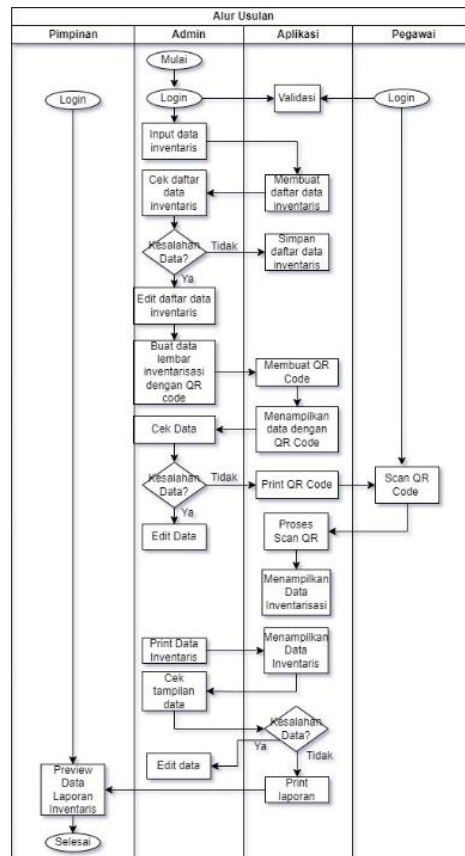 Alur Usulan
Pimpinan Admin Aplikasi Pegawai
Mulai
Login Login Validasi Login
Input data
inventaris
Cek daftar
data
inventaris
Membuat
daftar data
inventaris
Kesalahan
Data?
Tidak
Simpan
daftar data
inventaris
Ya
Edit daftar data
inventaris
Buat data
lembar
inventarisasi
dengan QR
code
Membuat QR
Code
Cek Data
Menampilkan
data dengan
QR Code
Kesalahan
Data?
Tidak
Print QR Code
Scan QR
Code
Ya
Edit Data
Proses
Scan QR
Menampilkan
Data
Inventarisasi
Print Data
Inventaris
Menampilkan
Data
Inventaris
Cek
tampilan
data
Kesalahan
Data?
Ya
Tidak
Edit data
Print
laporan
Preview
Data
Laporan
Inventaris
Selesai